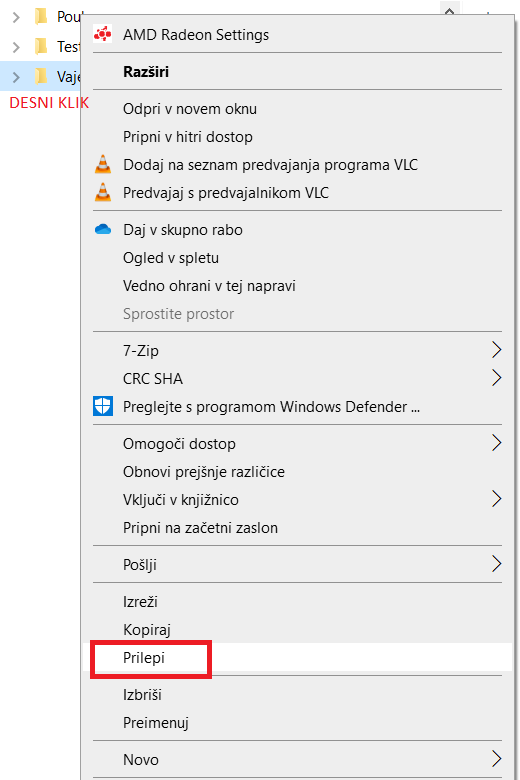 Pou
AMD Radeon Settings
Test
Razširi
Vaje
DESNI KLIK
Odpri v novem oknu
Pripni v hitri dostop
Dodaj na seznam predvajanja programa VLC
Predvajaj s predvajalnikom VLC
Daj v skupno rabo
Ogled v spletu
Vedno ohrani v tej napravi
Sprostite prostor
7-Zip
CRC SHA
Preglejte s programom Windows Defender ...
Omogoči dostop
Obnovi prejšnje različice
Vključi v knjižnico
Pripni na začetni zaslon
Pošlji
Izreži
Kopiraj
Prilepi
Izbriši
Preimenuj
Novo